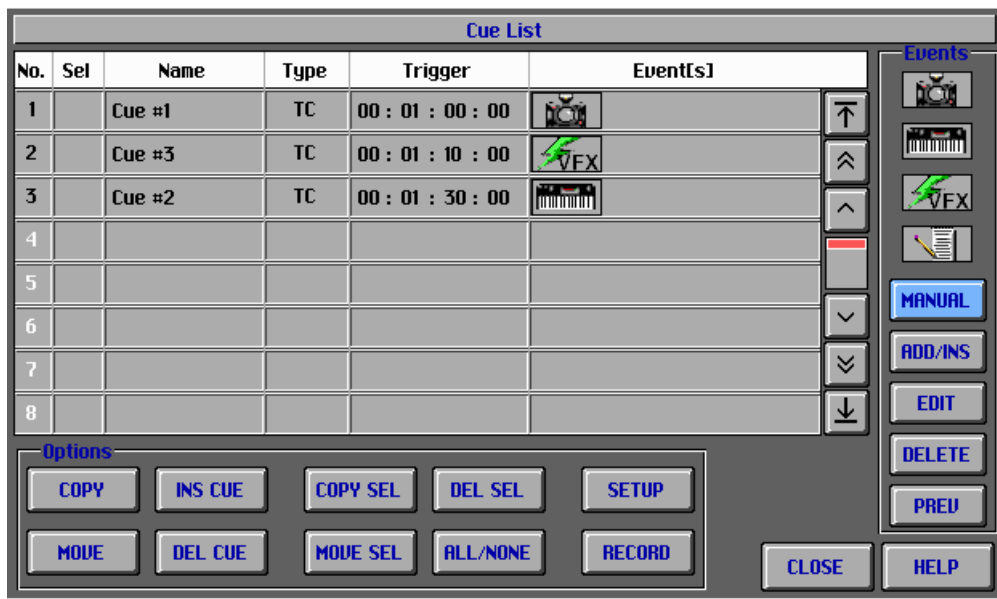 Cue List
No. Sel Name Type Trigger Event[s]
1 Cue #1 TC 00 : 01 : 00 : 00
2 Cue #3 TC 00 : 01 : 10 : 00 VFX
3 Cue #2 TC 00 : 01 : 30 : 00
4
5
6
7
8
Events
VFX
MANUAL
ADD/INS
EDIT
DELETE
PREV
Options
COPY INS CUE COPY SEL DEL SEL SETUP
MOVE DEL CUE MOVE SEL ALL/NONE RECORD
CLOSE HELP